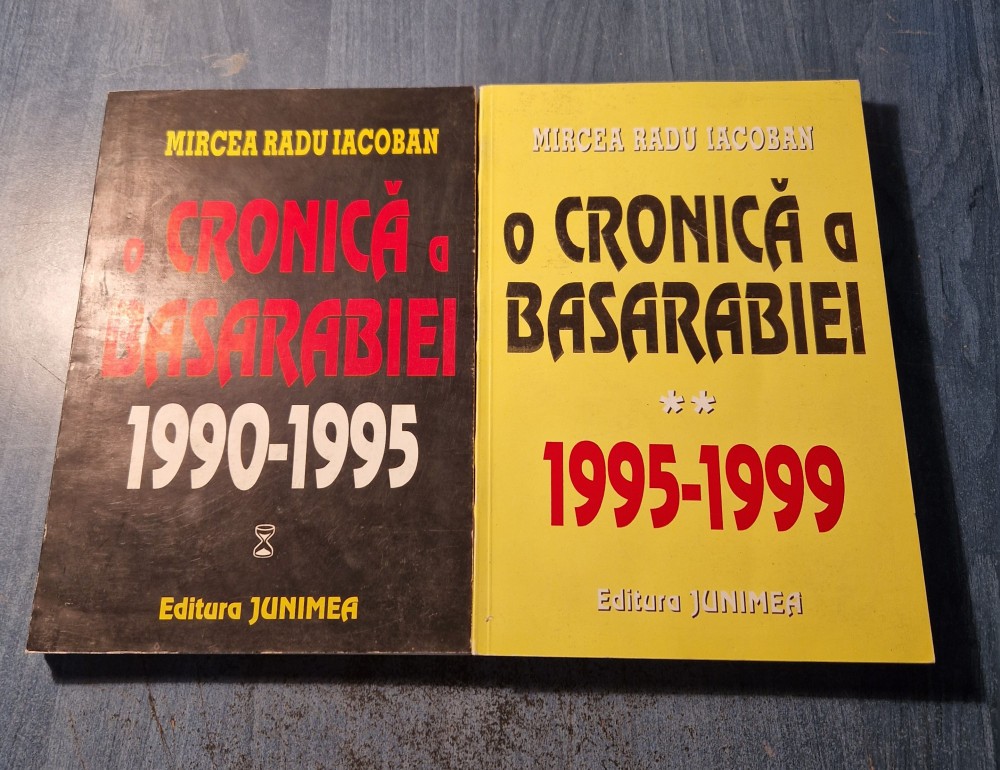 MIRCEA RADU IACOBAN
o CRONICĂ a
BASARABIEI
1990-1995
Editura JUNIMEA
MIRCEA RADU IACOBAN
o CRONICĂ a
BASARABIEI
**
1995-1999
Editura JUNIMEA